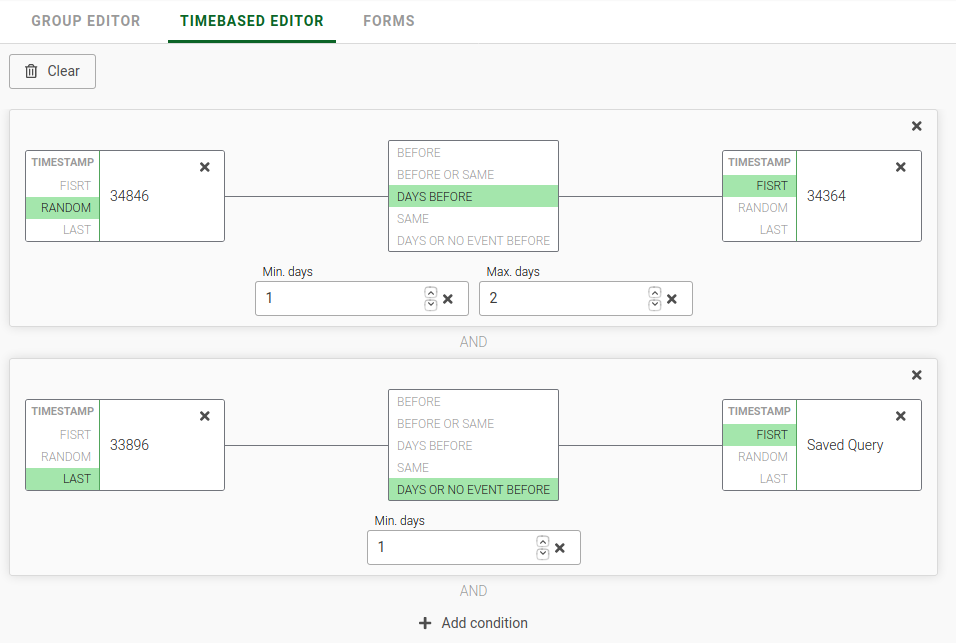 GROUP EDITOR TIMEBASED EDITOR FORMS
Clear
TIMESTAMP
FISRT
RANDOM
LAST
34846
BEFORE
BEFORE OR SAME
DAYS BEFORE
SAME
DAYS OR NO EVENT BEFORE
TIMESTAMP
FISRT
RANDOM
LAST
34364
Min. days
1
Max. days
2
AND
TIMESTAMP
FISRT
RANDOM
LAST
33896
BEFORE
BEFORE OR SAME
DAYS BEFORE
SAME
DAYS OR NO EVENT BEFORE
TIMESTAMP
FISRT
RANDOM
LAST
Saved Query
Min. days
1
AND
Add condition